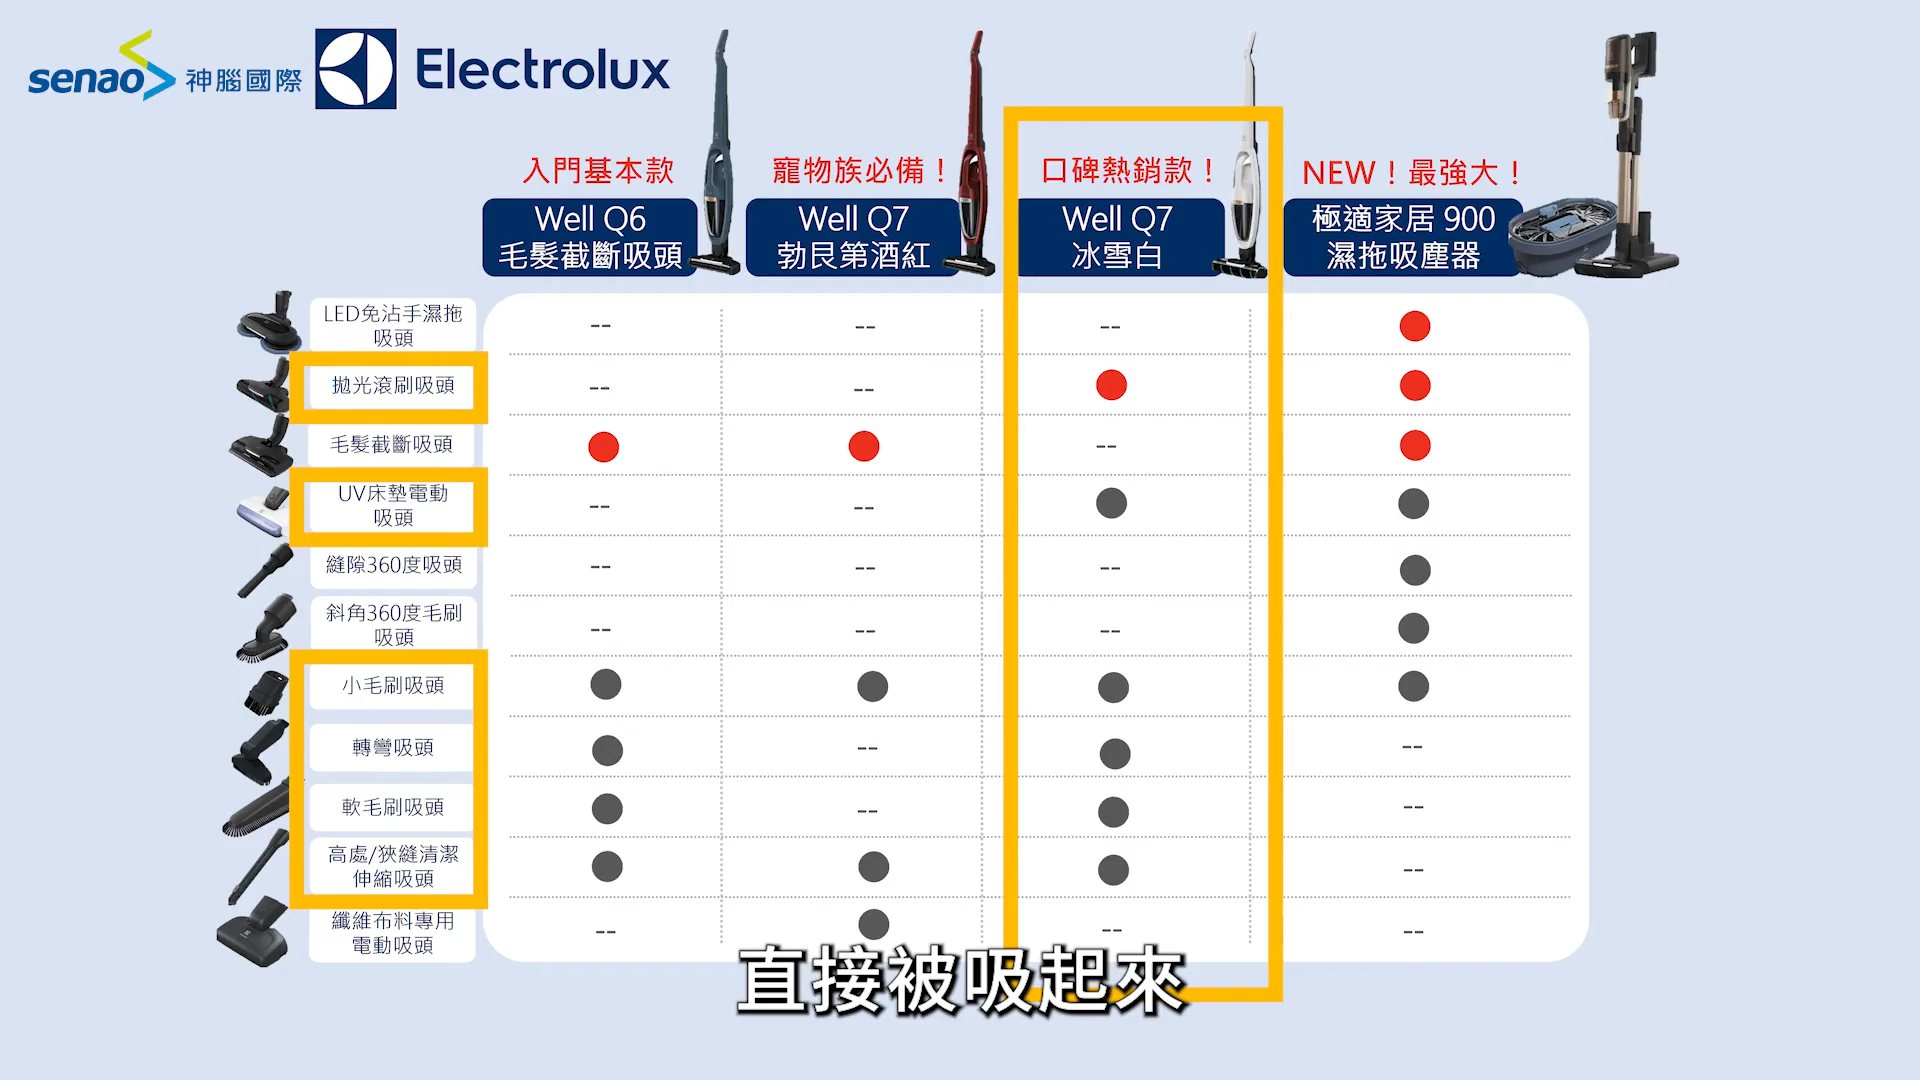 senao 神腦國際
Electrolux
入門基本款
寵物族必備！
口碑熱銷款！
NEW！最強大！
Well Q6
毛髮截斷吸頭
Well Q7
勃艮第酒紅
Well Q7
冰雪白
極適家居 900
濕拖吸塵器
LED免沾手濕拖
吸頭
-- -- --
拋光滾刷吸頭
-- --
毛髮截斷吸頭
--
UV床墊電動
吸頭
-- --
縫隙360度吸頭
-- -- --
斜角360度毛刷
吸頭
-- -- --
小毛刷吸頭
轉彎吸頭
-- --
軟毛刷吸頭
-- --
高處/狹縫清潔
伸縮吸頭
--
纖維布料專用
電動吸頭
-- -- --
直接被吸起來